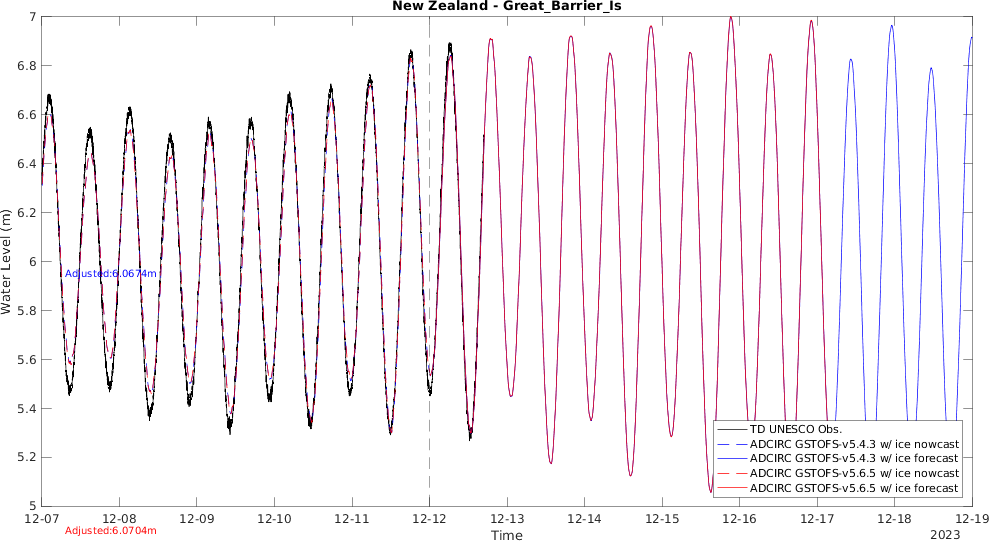 New Zealand - Great_Barrier_Is
7
6.8
6.6
6.4
6.2
6
5.8
5.6
5.4
5.2
5
Water Level (m)
Adjusted:6.0674m
TD UNESCO Obs.
ADCIRC GSTOFS-v5.4.3 w/ ice nowcast
ADCIRC GSTOFS-v5.4.3 w/ ice forecast
ADCIRC GSTOFS-v5.6.5 w/ ice nowcast
ADCIRC GSTOFS-v5.6.5 w/ ice forecast
12-07 12-08 12-09 12-10 12-11 12-12 12-13 12-14 12-15 12-16 12-17 12-18 12-19
Adjusted:6.0704m
Time
2023